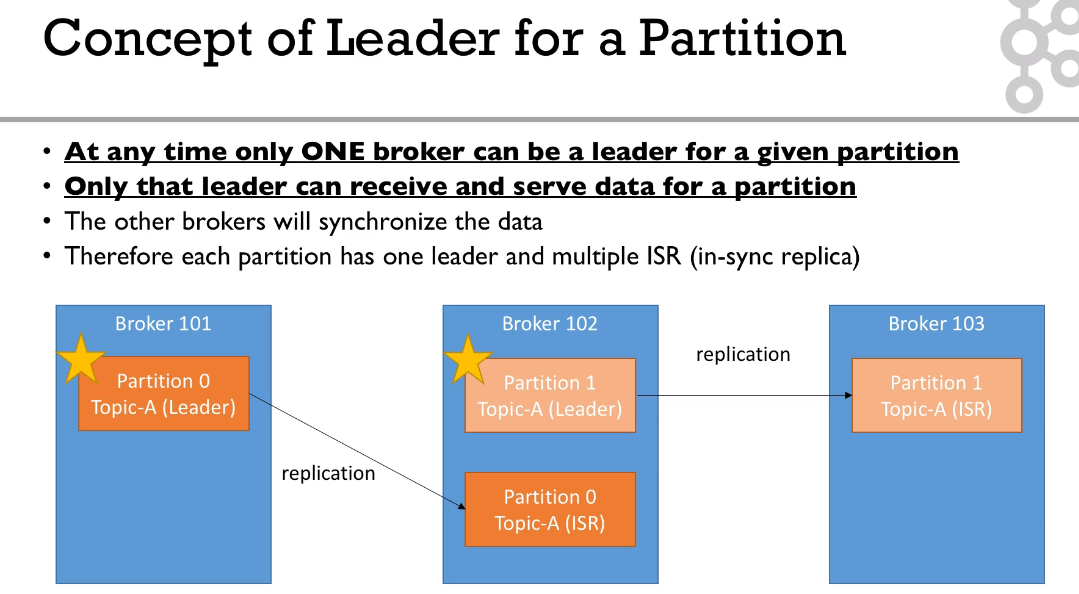 Concept of Leader for a Partition
• At any time only ONE broker can be a leader for a given partition
• Only that leader can receive and serve data for a partition
• The other brokers will synchronize the data
• Therefore each partition has one leader and multiple ISR (in-sync replica)
Broker 101
Partition 0
Topic-A (Leader)
replication
Broker 102
Partition 1
Topic-A (Leader)
Partition 0
Topic-A (ISR)
replication
Broker 103
Partition 1
Topic-A (ISR)